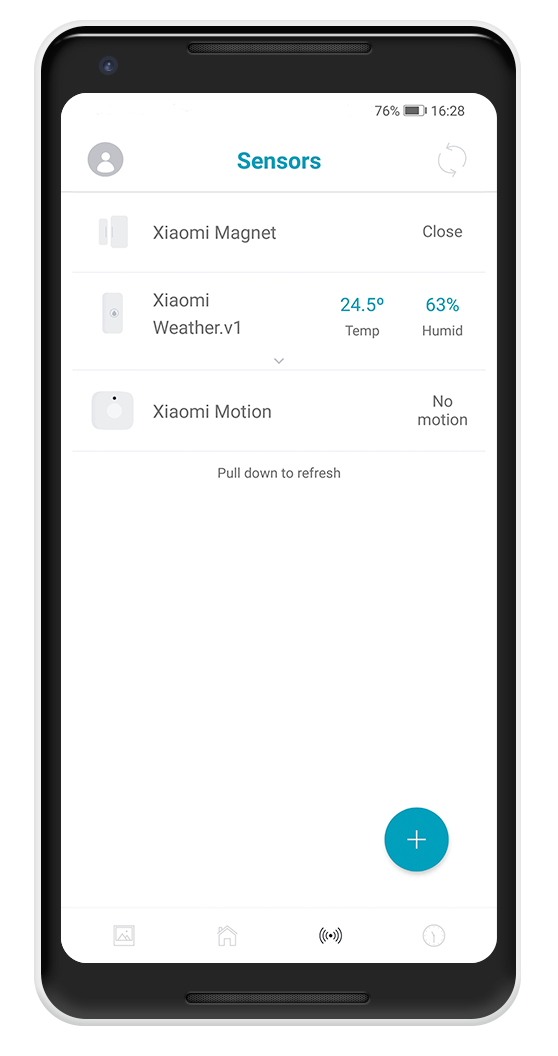 76% 16:28
Sensors
Xiaomi Magnet
Close
Xiaomi
Weather.v1
24.5º
Temp
63%
Humid
Xiaomi Motion
No
motion
Pull down to refresh